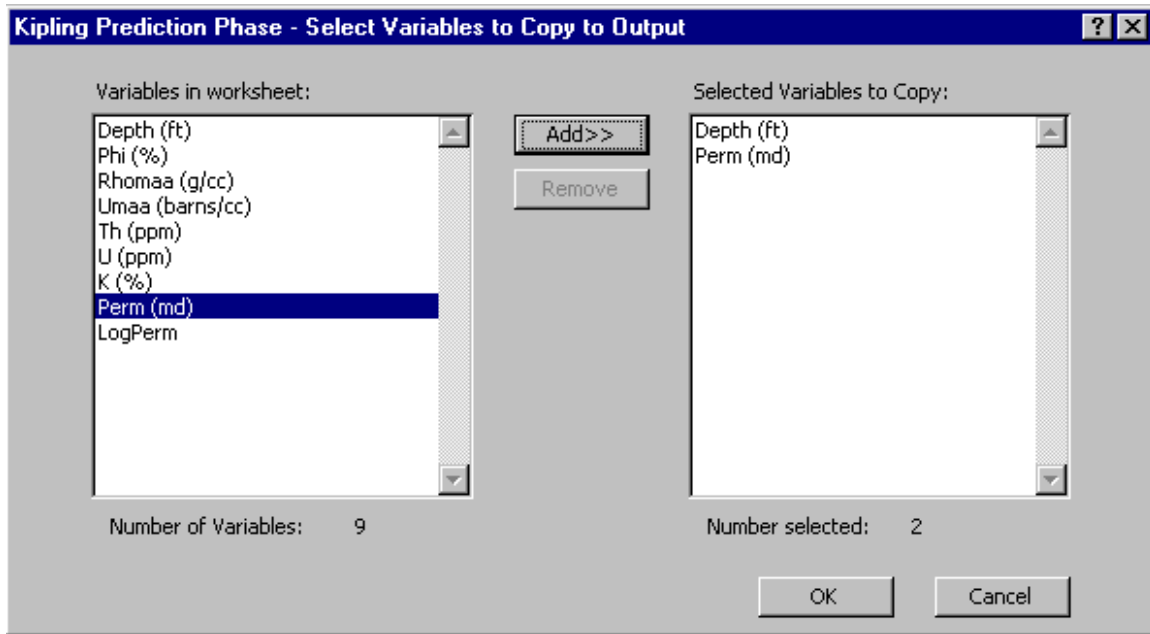 Kipling Prediction Phase - Select Variables to Copy to Output
Variables in worksheet:
Depth (ft)
Phi (%)
Rhomaa (g/cc)
Umaa (barns/cc)
Th (ppm)
U (ppm)
K (%)
Perm (md)
LogPerm
Number of Variables: 9
Add>>
Remove
Selected Variables to Copy:
Depth (ft)
Perm (md)
Number selected: 2
OK
Cancel